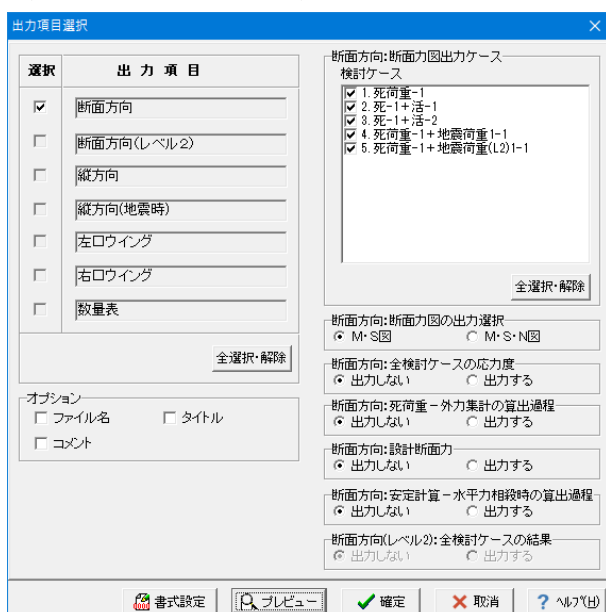 出力項目選択
選択 出 力 項 目
断面方向
断面方向(レベル2)
縦方向
縦方向(地震時)
左口ウイング
右口ウイング
数量表
全選択・解除
オプション
ファイル名 タイトル
コメント
断面方向:断面力図出力ケース
検討ケース
1. 死荷重-1
2. 死-1+活-1
3. 死-1+活-2
4. 死荷重-1+地震荷重1-1
5. 死荷重-1+地震荷重(L2)1-1
全選択・解除
断面方向:断面力図の出力選択
M・S図 M・S・N図
断面方向:全検討ケースの応力度
出力しない 出力する
断面方向:死荷重-外力集計の算出過程
出力しない 出力する
断面方向:設計断面力
出力しない 出力する
断面方向:安定計算-水平力相殺時の算出過程
出力しない 出力する
断面方向(レベル2):全検討ケースの結果
出力しない 出力する
書式設定 プレビュー 確定 取消 ? ヘルプ(H)